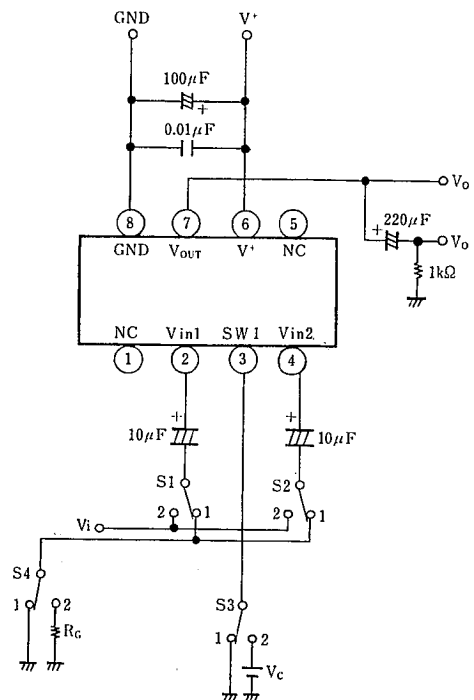 GND V⁺
100μF
+
0.01μF
Vo
8 7 6 5
+ 220μF
GND VOUT V⁺ NC
Vo
1kΩ
NC Vin1 SW1 Vin2
1 2 3 4
+ +
10μF 10μF
S1 S2
2 1 2 1
Vi
S4
1 2 S3
RG 1 2
VC